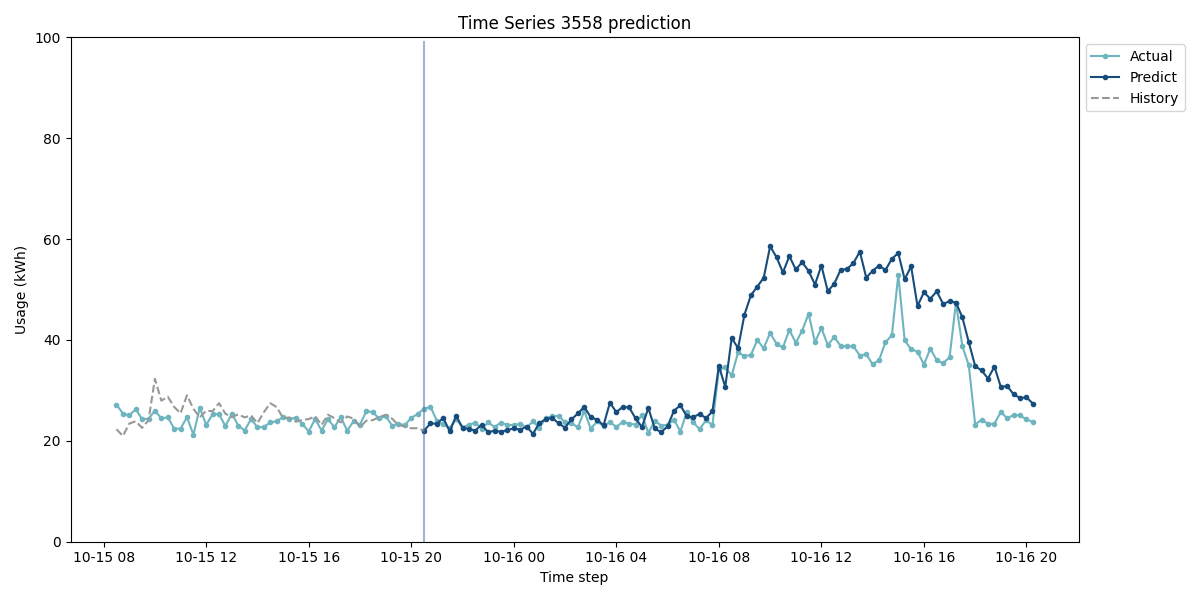 Time Series 3558 prediction
Usage (kWh)
100
80
60
40
20
0
10-15 08
10-15 12
10-15 16
10-15 20
10-16 00
10-16 04
10-16 08
10-16 12
10-16 16
10-16 20
Time step
Actual
Predict
History